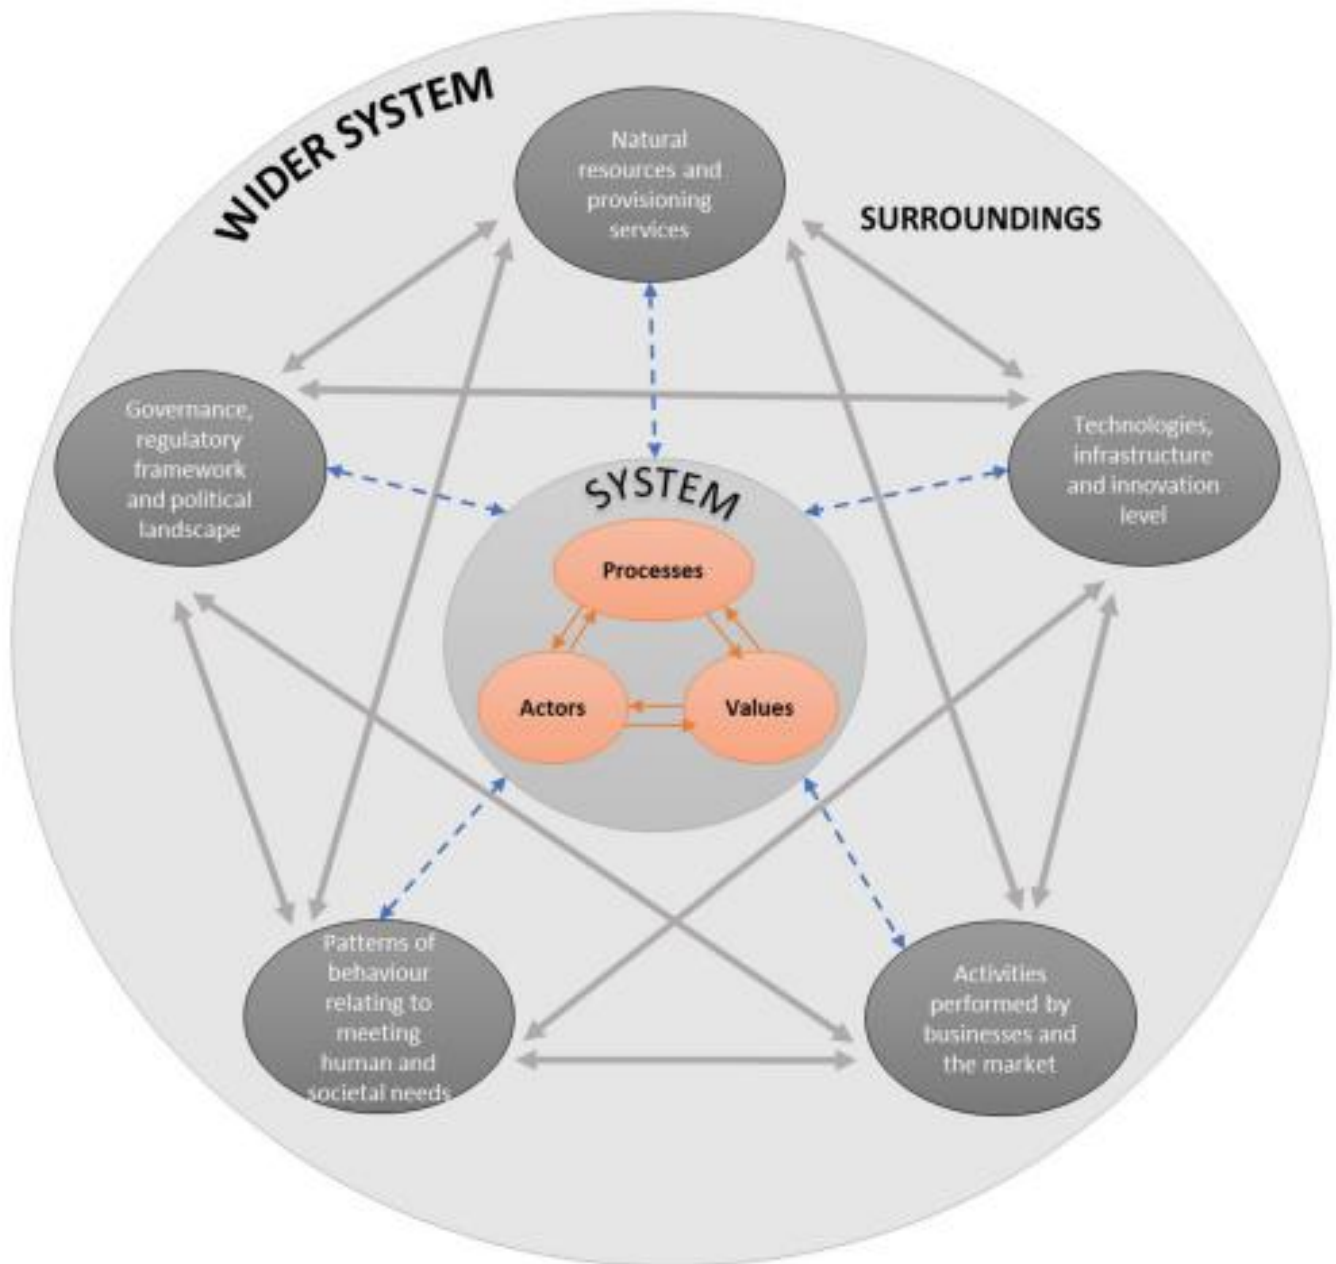 WIDER SYSTEM
Natural
resources and
provisioning
services
SURROUNDINGS
Governance,
regulatory
framework
and political
landscape
Technologies,
infrastructure
and innovation
level
SYSTEM
Processes
Actors
Values
Patterns of
behaviour
relating to
meeting
human and
societal needs
Activities
performed by
businesses and
the market